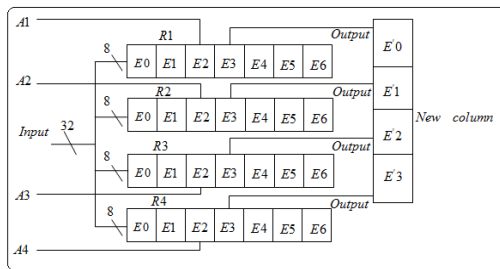 A1
R1
Output
8
E0 E1 E2 E3 E4 E5 E6
E'0
A2
R2
Output
8
E0 E1 E2 E3 E4 E5 E6
E'1
Input
32
New column
R3
Output
8
E0 E1 E2 E3 E4 E5 E6
E'2
A3
R4
Output
8
E0 E1 E2 E3 E4 E5 E6
E'3
A4